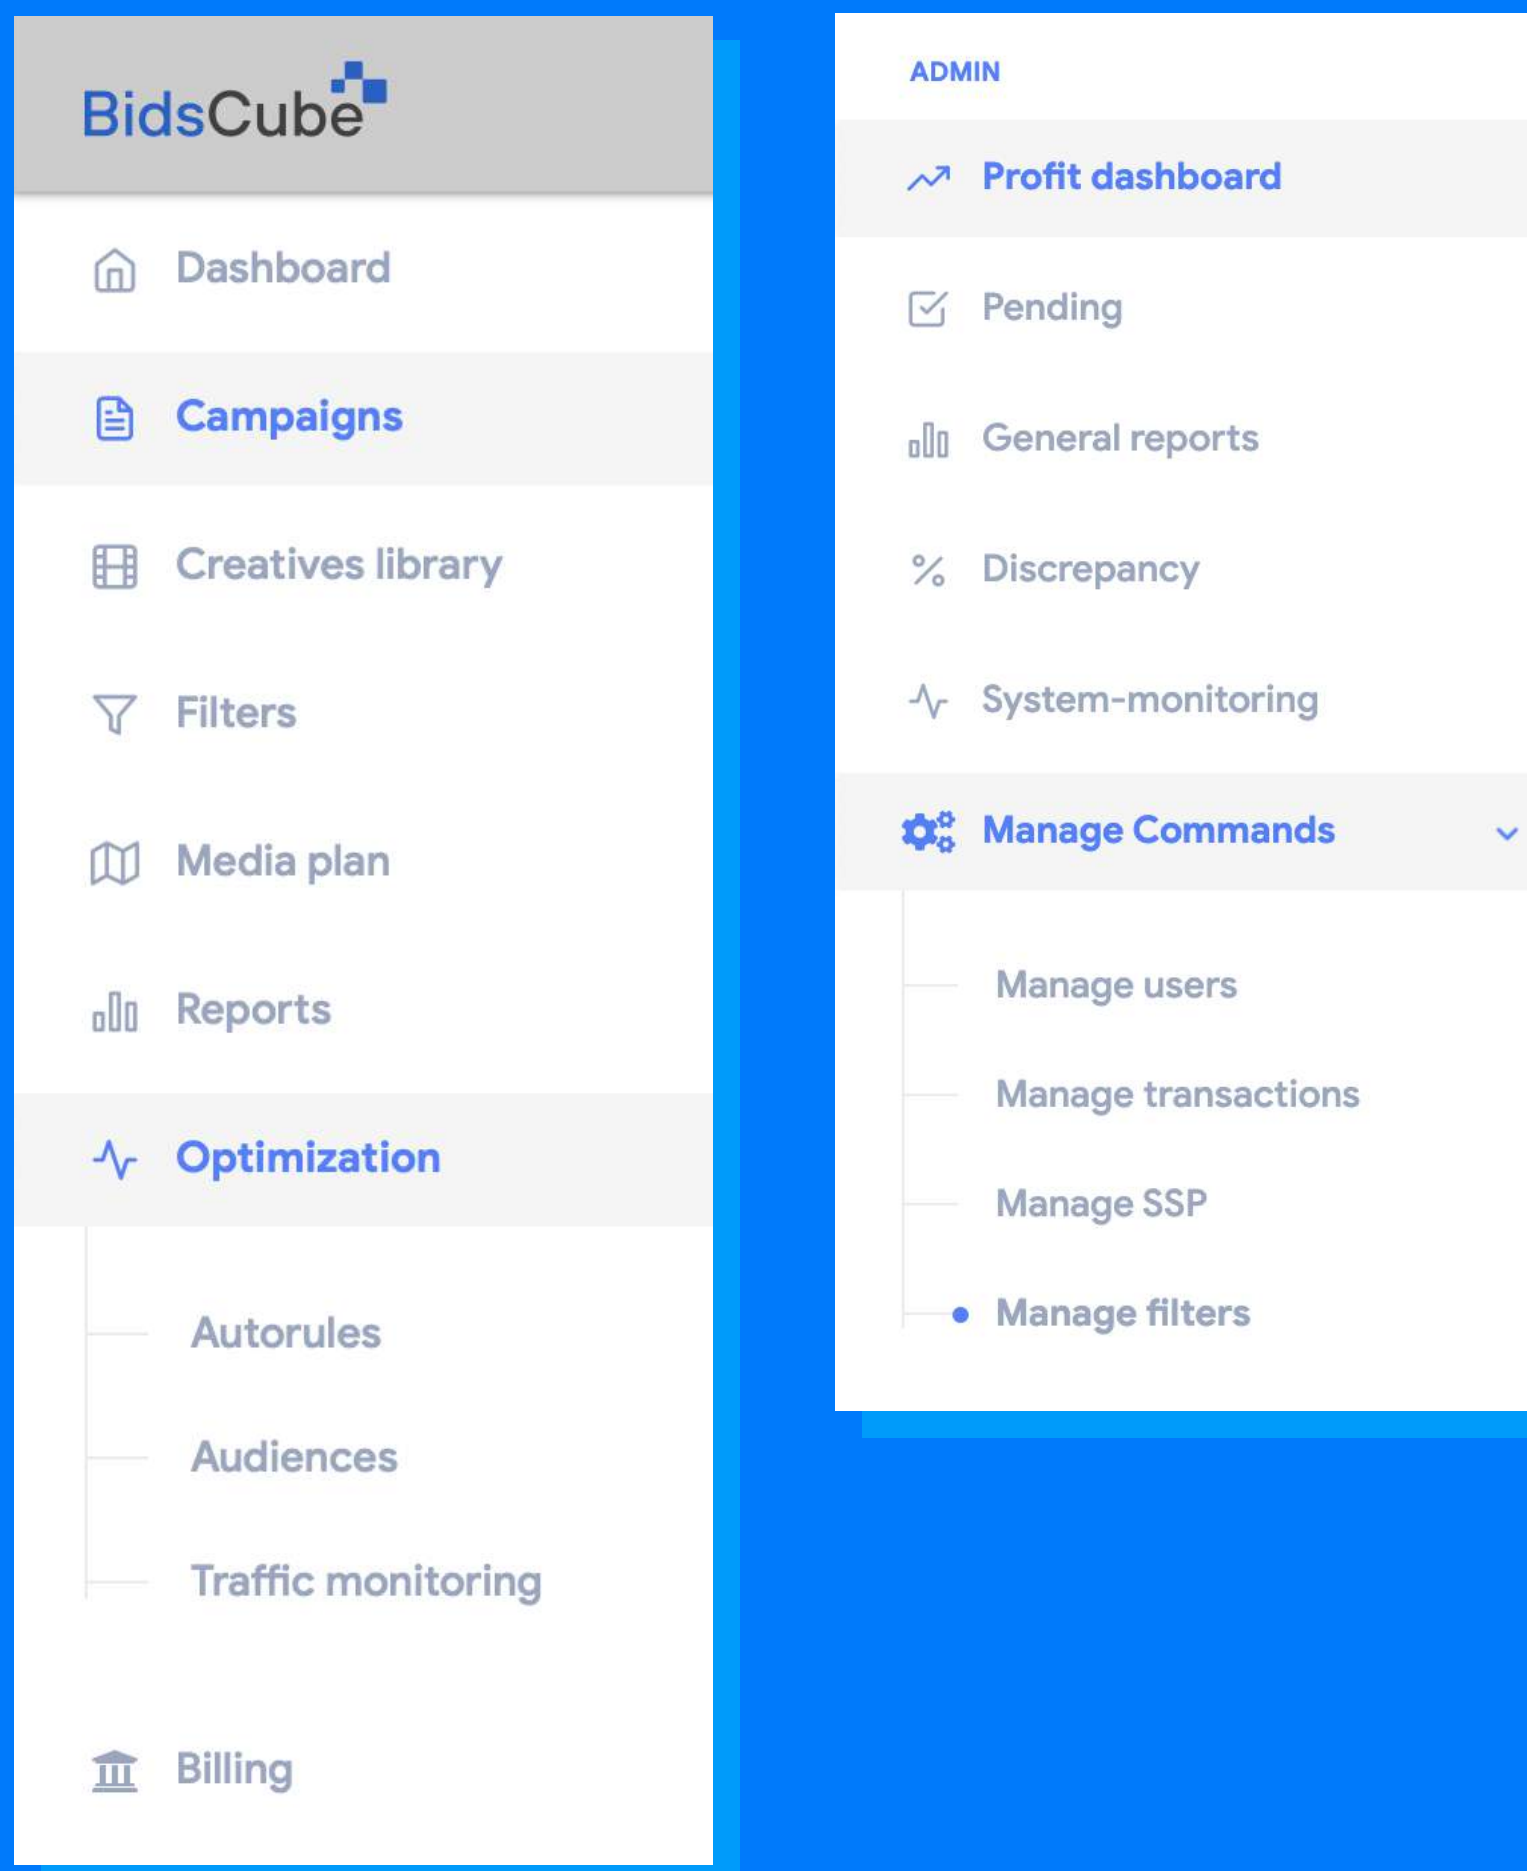 BidsCube
Dashboard
Campaigns
Creatives library
Filters
Media plan
Reports
Optimization
Autorules
Audiences
Traffic monitoring
Billing
ADMIN
Profit dashboard
Pending
General reports
Discrepancy
System-monitoring
Manage Commands
Manage users
Manage transactions
Manage SSP
Manage filters